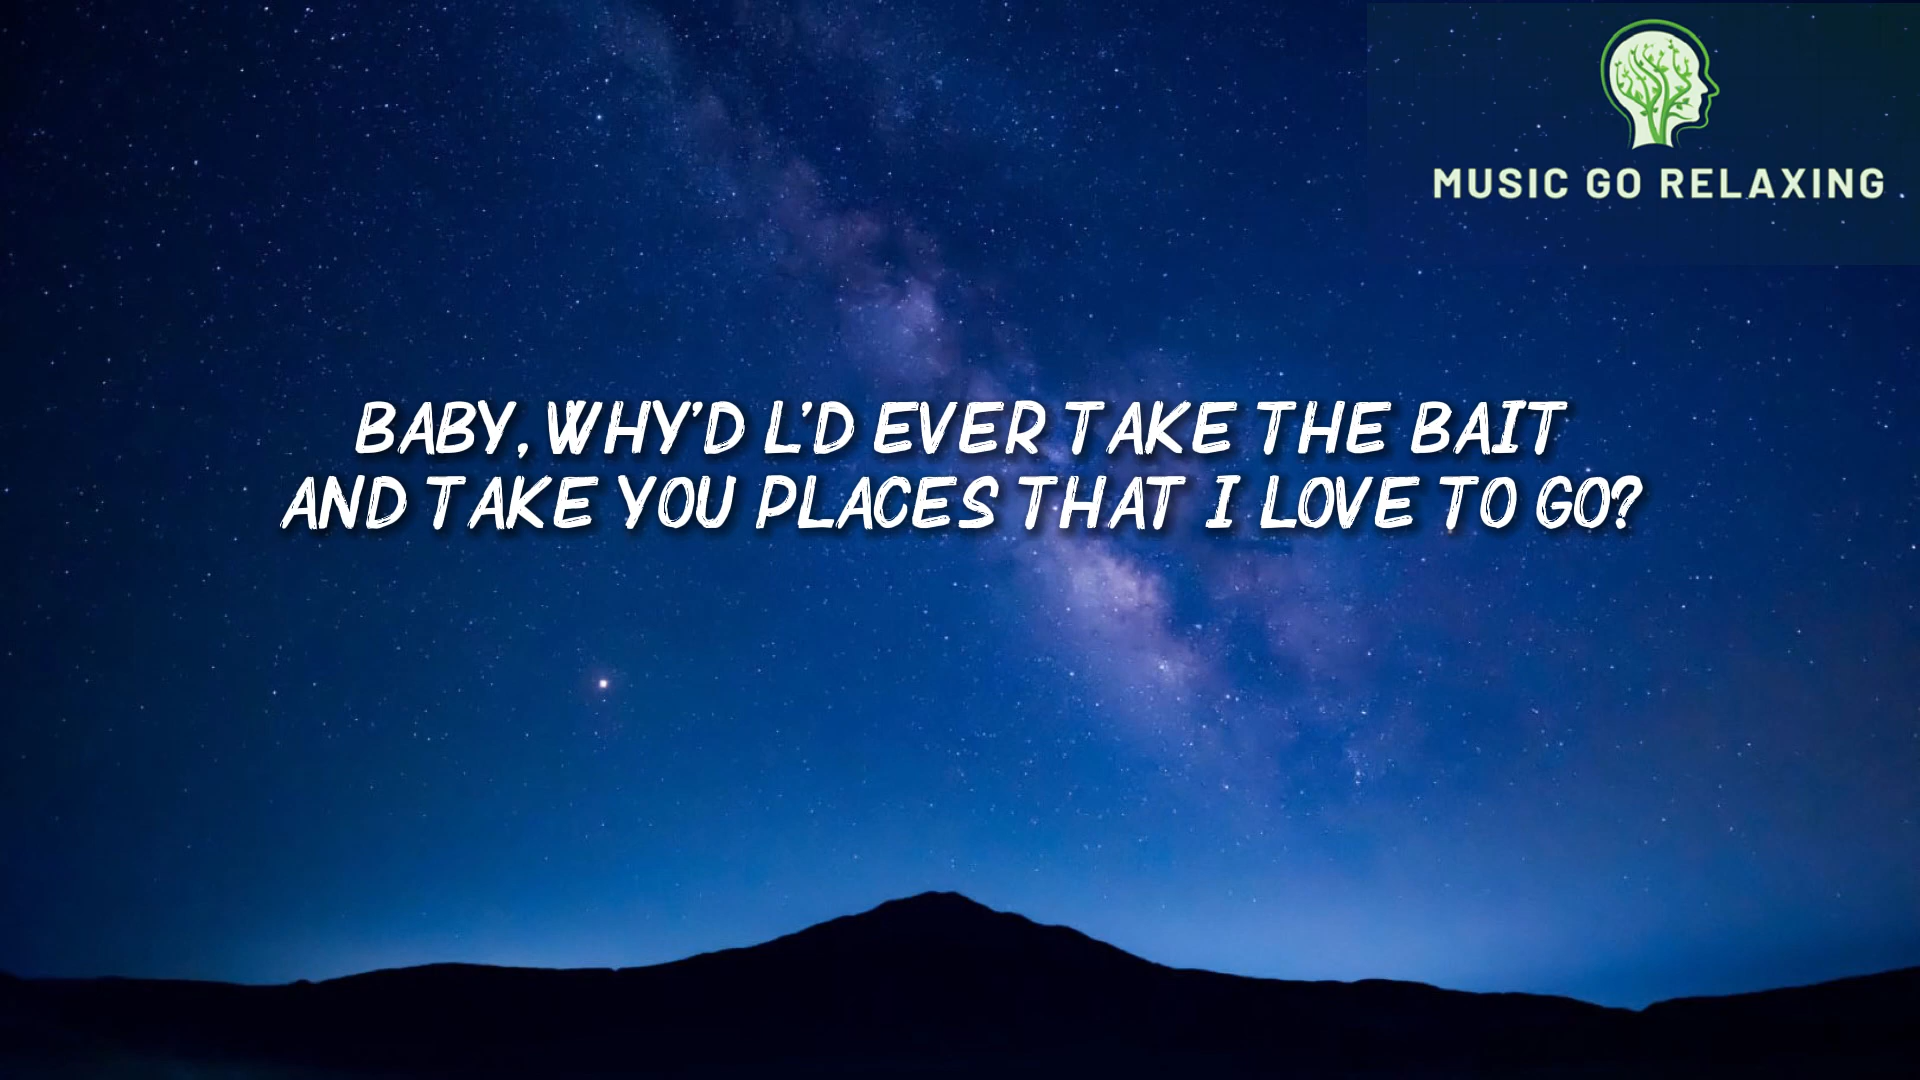 MUSIC GO RELAXING
BABY, WHY'D L'D EVER TAKE THE BAIT
AND TAKE YOU PLACES THAT I LOVE TO GO?